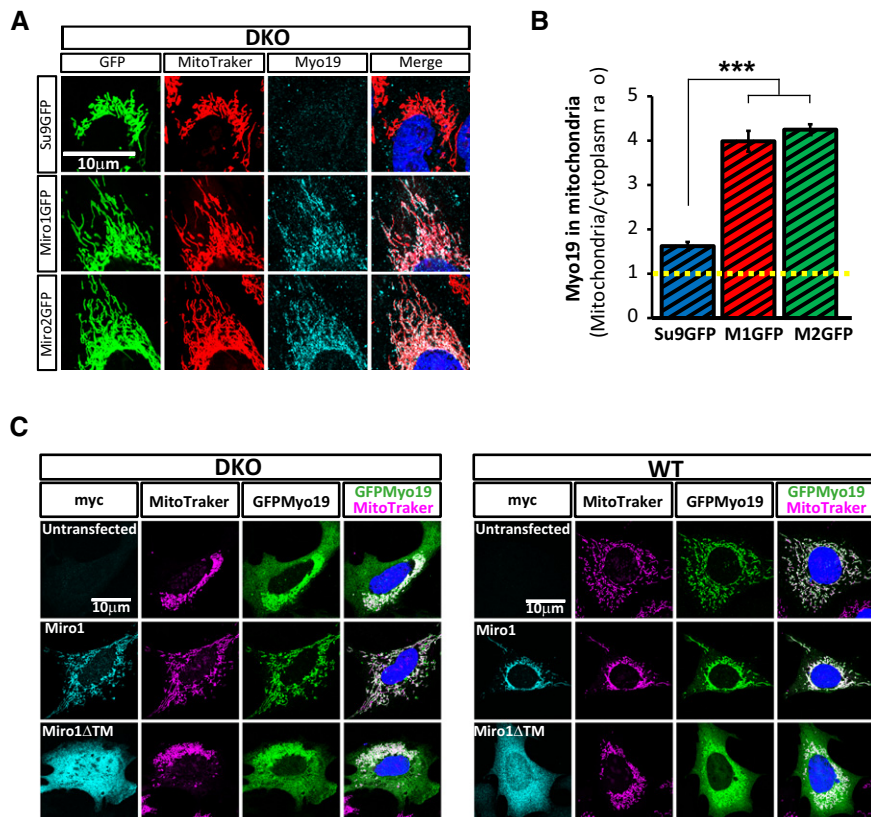 A
DKO
GFP MitoTraker Myo19 Merge
Su9GFP
10μm
Miro1GFP
Miro2GFP
B
***
Myo19 in mitochondria
(Mitochondria/cytoplasm ra o)
5
4
3
2
1
0
Su9GFP M1GFP M2GFP
C
DKO
myc MitoTraker GFPMyo19 GFPMyo19
MitoTraker
Untransfected
10μm
Miro1
Miro1ΔTM
WT
myc MitoTraker GFPMyo19 GFPMyo19
MitoTraker
Untransfected
10μm
Miro1
Miro1ΔTM